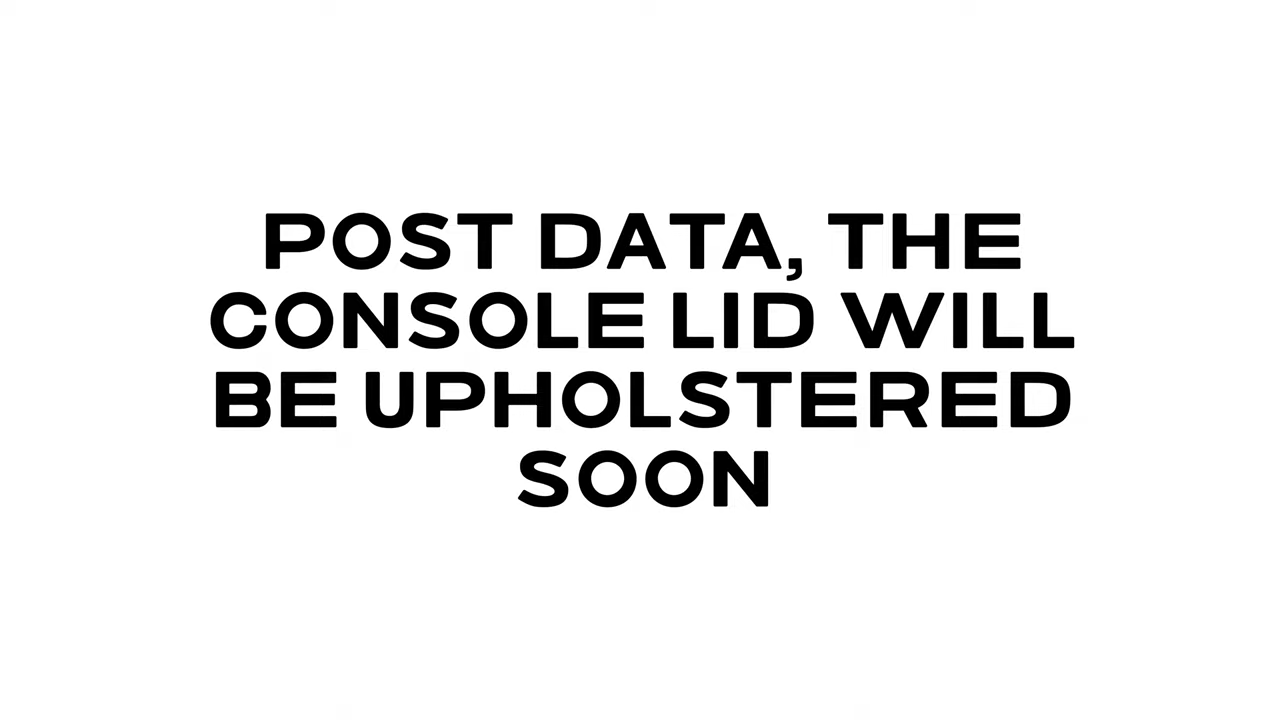 POST DATA, THE
CONSOLE LID WILL
BE UPHOLSTERED
SOON